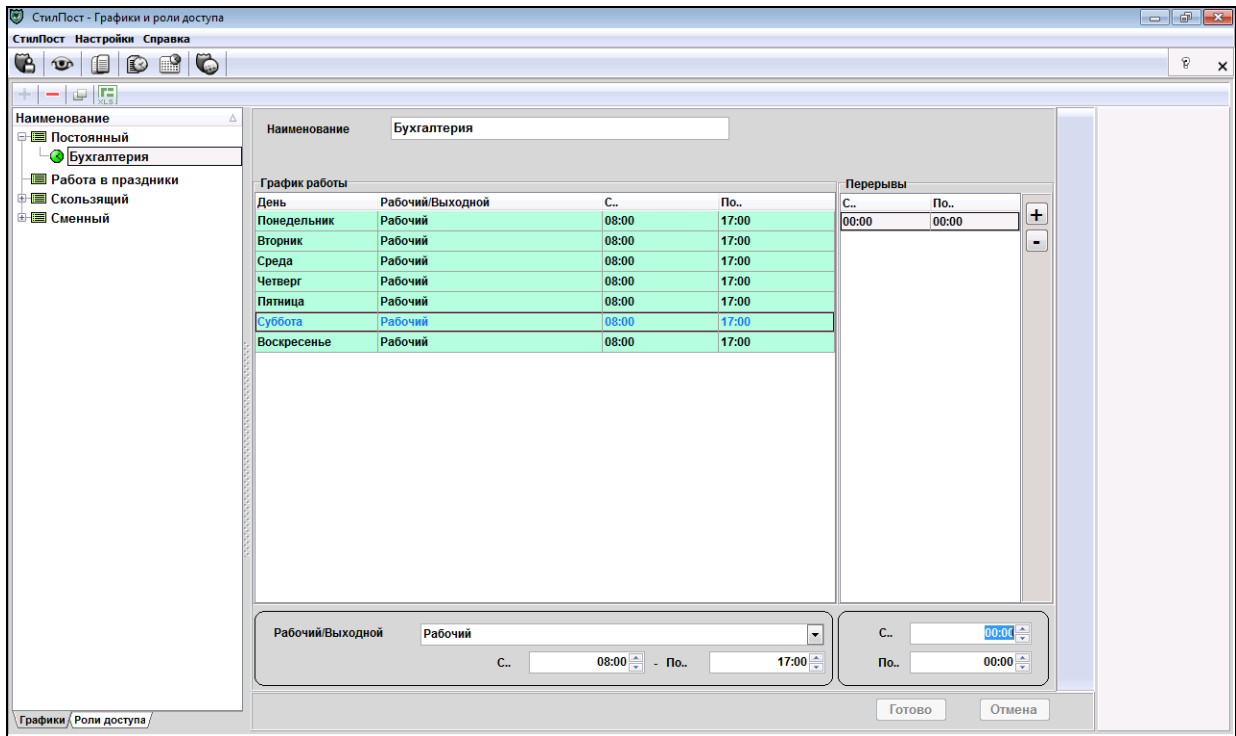 СтилПост - Графики и роли доступа
СтилПост Настройки Справка
XLS
Наименование
Постоянный
Бухгалтерия
Работа в праздники
Скользящий
Сменный
Наименование Бухгалтерия
График работы
День Рабочий/Выходной С.. По..
Понедельник Рабочий 08:00 17:00
Вторник Рабочий 08:00 17:00
Среда Рабочий 08:00 17:00
Четверг Рабочий 08:00 17:00
Пятница Рабочий 08:00 17:00
Суббота Рабочий 08:00 17:00
Воскресенье Рабочий 08:00 17:00
Перерывы
С.. По..
00:00 00:00
+
-
Рабочий/Выходной Рабочий
С.. 08:00 - По.. 17:00
С.. 00:00
По.. 00:00
Готово Отмена
Графики Роли доступа